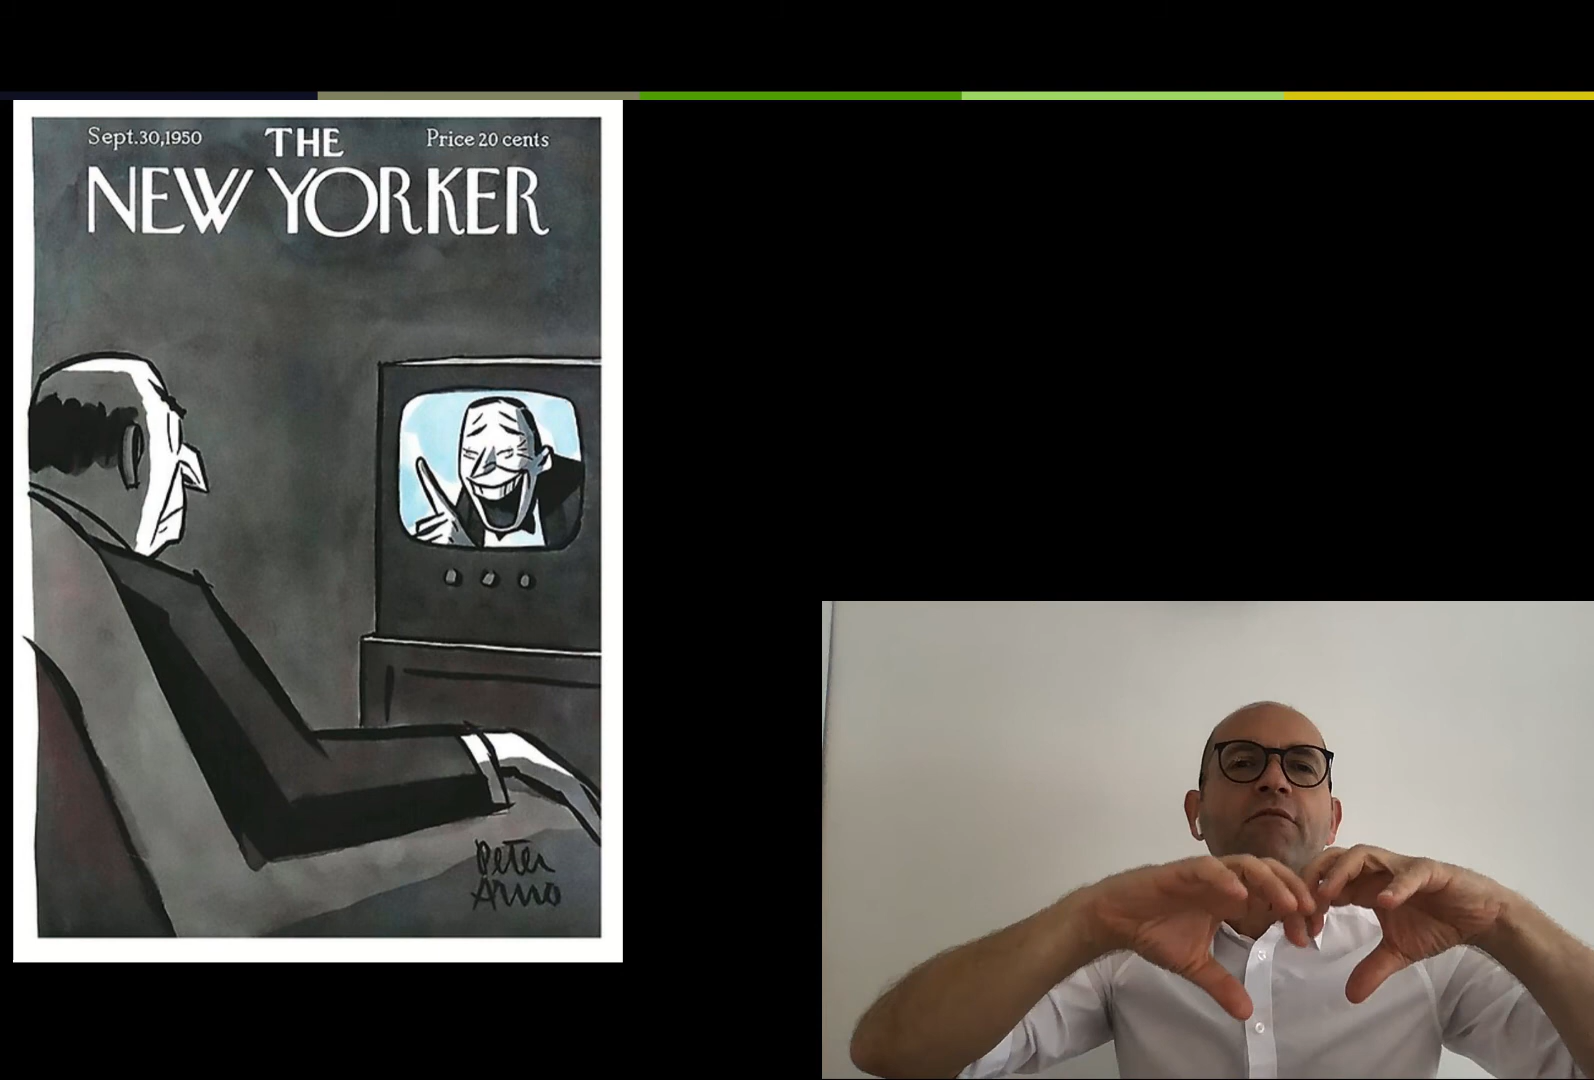 Sept.30,1950
THE
Price 20 cents
NEW YORKER
Peter
Arno